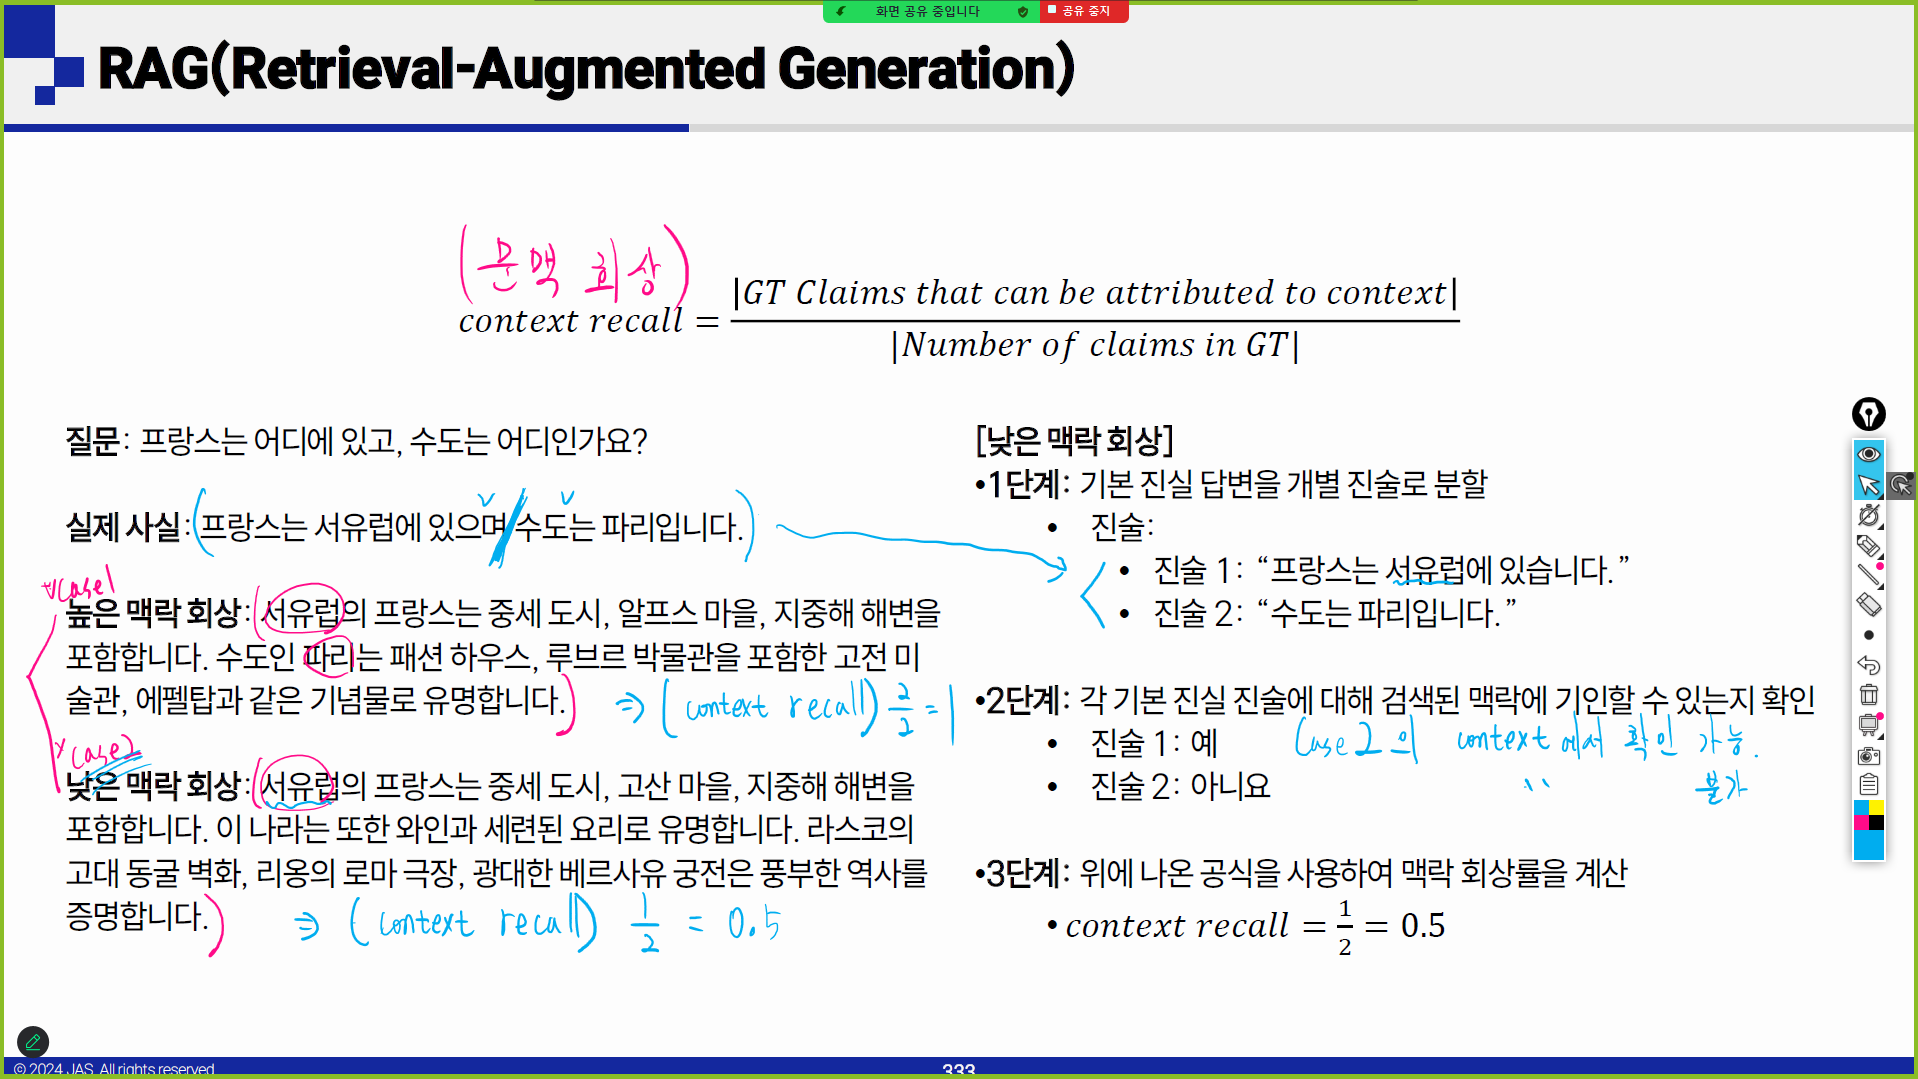 화면 공유 중입니다
공유 중지
RAG(Retrieval-Augmented Generation)
(문맥 회상)
context recall = |GT Claims that can be attributed to context| / |Number of claims in GT|
질문: 프랑스는 어디에 있고, 수도는 어디인가요?
실제 사실: 프랑스는 서유럽에 있으며 수도는 파리입니다.
case1
높은 맥락 회상: 서유럽의 프랑스는 중세 도시, 알프스 마을, 지중해 해변을
포함합니다. 수도인 파리는 패션 하우스, 루브르 박물관을 포함한 고전 미
술관, 에펠탑과 같은 기념물로 유명합니다.
⇒ (context recall) 2/2 = 1
case2
낮은 맥락 회상: 서유럽의 프랑스는 중세 도시, 고산 마을, 지중해 해변을
포함합니다. 이 나라는 또한 와인과 세련된 요리로 유명합니다. 라스코의
고대 동굴 벽화, 리옹의 로마 극장, 광대한 베르사유 궁전은 풍부한 역사를
증명합니다.
⇒ (context recall) 1/2 = 0.5
[낮은 맥락 회상]
•1단계: 기본 진실 답변을 개별 진술로 분할
• 진술:
• 진술 1: “프랑스는 서유럽에 있습니다.”
• 진술 2: “수도는 파리입니다.”
•2단계: 각 기본 진실 진술에 대해 검색된 맥락에 기인할 수 있는지 확인
• 진술 1: 예
Case 2의 context에서 확인 가능.
• 진술 2: 아니요
〃 불가
•3단계: 위에 나온 공식을 사용하여 맥락 회상률을 계산
• context recall = 1/2 = 0.5
© 2024 JAS. All rights reserved
333